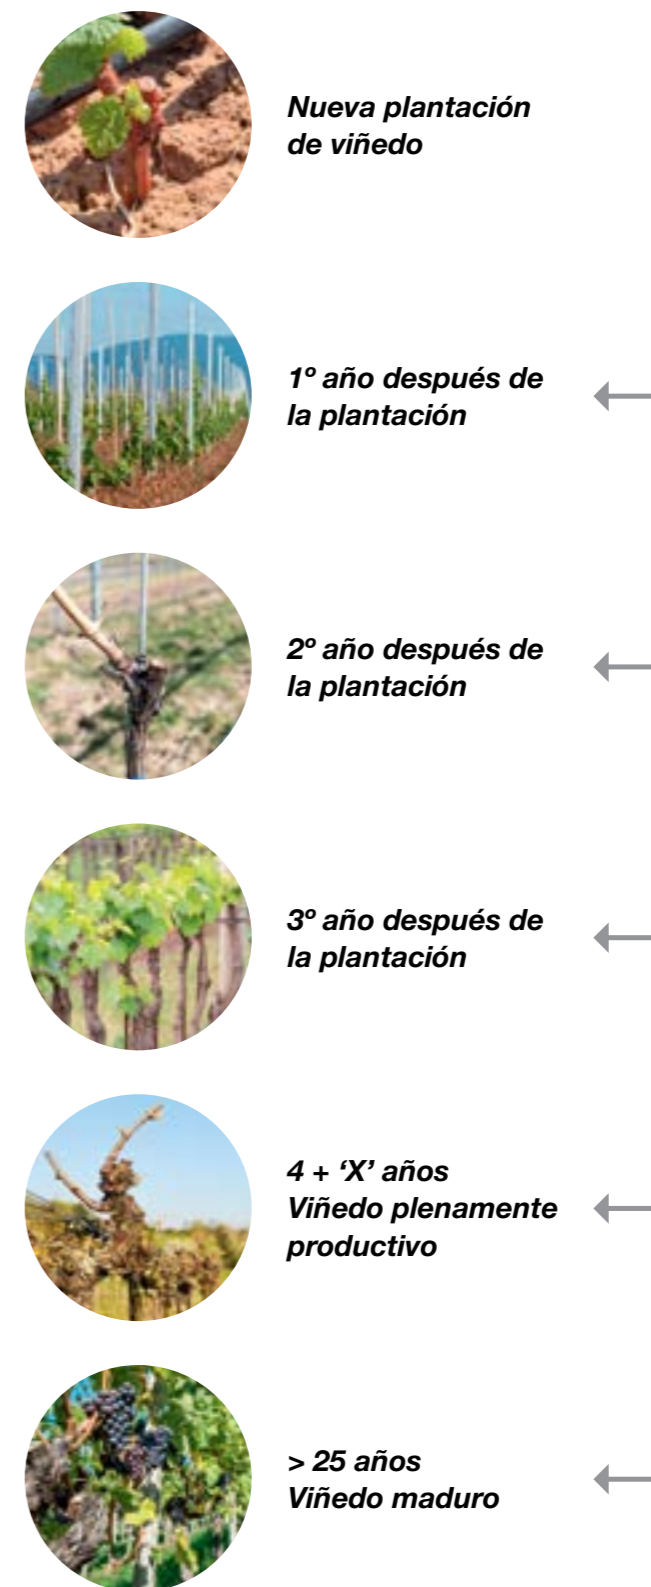 Nueva plantación
de viñedo
1º año después de
la plantación
2º año después de
la plantación
3º año después de
la plantación
4 + ‘X’ años
Viñedo plenamente
productivo
> 25 años
Viñedo maduro